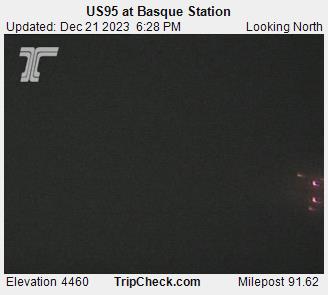 US95 at Basque Station
Updated: Dec 21 2023 6:28 PM Looking North
Elevation 4460 TripCheck.com Milepost 91.62